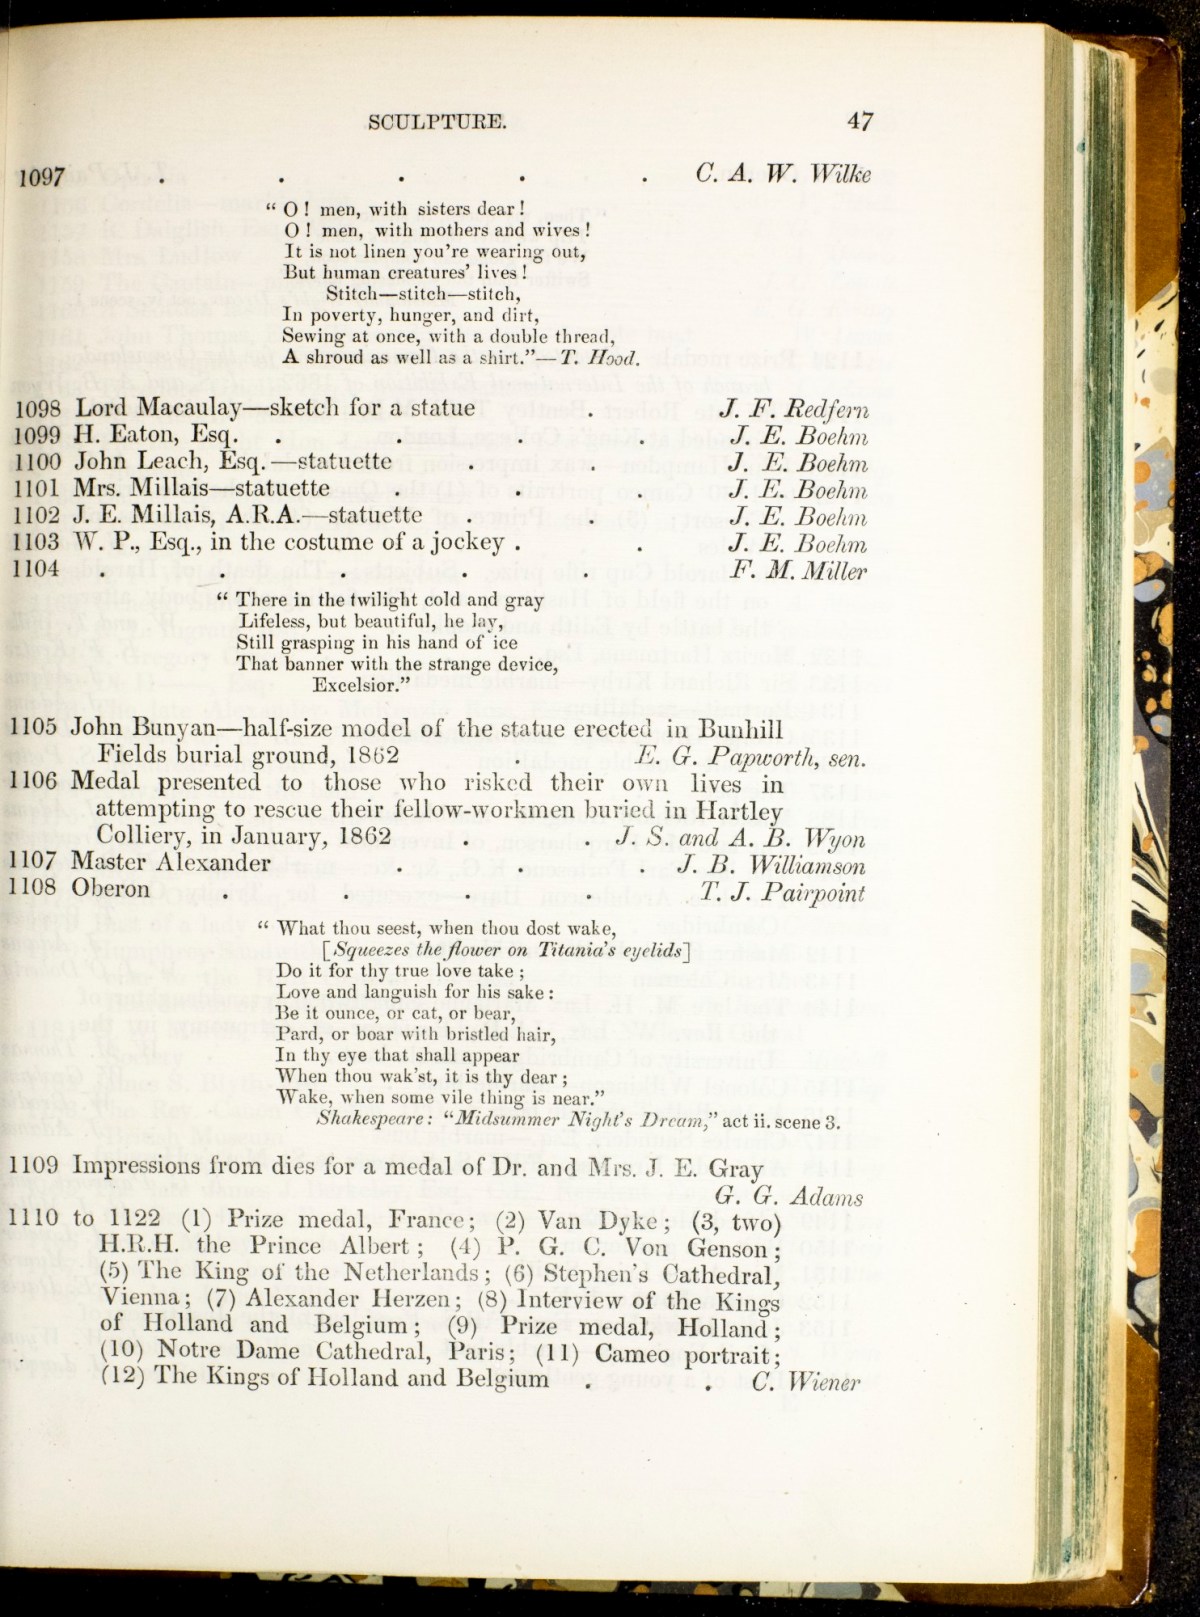 SCULPTURE. 47
1097 . . . . . C. A. W. Wilke
“ O ! men, with sisters dear !
O ! men, with mothers and wives !
It is not linen you’re wearing out,
But human creatures’ lives !
Stitch—stitch—stitch,
In poverty, hunger, and dirt,
Sewing at once, with a double thread,
A shroud as well as a shirt.”—T. Hood.
1098 Lord Macaulay—sketch for a statue . J. F. Redfern
1099 H. Eaton, Esq. . . . . J. E. Boehm
1100 John Leach, Esq.—statuette . . J. E. Boehm
1101 Mrs. Millais—statuette . . . J. E. Boehm
1102 J. E. Millais, A.R.A.—statuette . . J. E. Boehm
1103 W. P., Esq., in the costume of a jockey . . J. E. Boehm
1104 . . . . . F. M. Miller
“ There in the twilight cold and gray
Lifeless, but beautiful, he lay,
Still grasping in his hand of ice
That banner with the strange device,
Excelsior.”
1105 John Bunyan—half-size model of the statue erected in Bunhill
Fields burial ground, 1862 . E. G. Papworth, sen.
1106 Medal presented to those who risked their own lives in
attempting to rescue their fellow-workmen buried in Hartley
Colliery, in January, 1862 . . J. S. and A. B. Wyon
1107 Master Alexander . . . J. B. Williamson
1108 Oberon . . . . T. J. Pairpoint
“ What thou seest, when thou dost wake,
[Squeezes the flower on Titania’s eyelids]
Do it for thy true love take ;
Love and languish for his sake :
Be it ounce, or cat, or bear,
Pard, or boar with bristled hair,
In thy eye that shall appear
When thou wak’st, it is thy dear ;
Wake, when some vile thing is near.”
Shakespeare : “Midsummer Night’s Dream,” act ii. scene 3.
1109 Impressions from dies for a medal of Dr. and Mrs. J. E. Gray
G. G. Adams
1110 to 1122 (1) Prize medal, France ; (2) Van Dyke ; (3, two)
H.R.H. the Prince Albert ; (4) P. G. C. Von Genson ;
(5) The King of the Netherlands ; (6) Stephen’s Cathedral,
Vienna ; (7) Alexander Herzen ; (8) Interview of the Kings
of Holland and Belgium ; (9) Prize medal, Holland ;
(10) Notre Dame Cathedral, Paris ; (11) Cameo portrait ;
(12) The Kings of Holland and Belgium . . C. Wiener